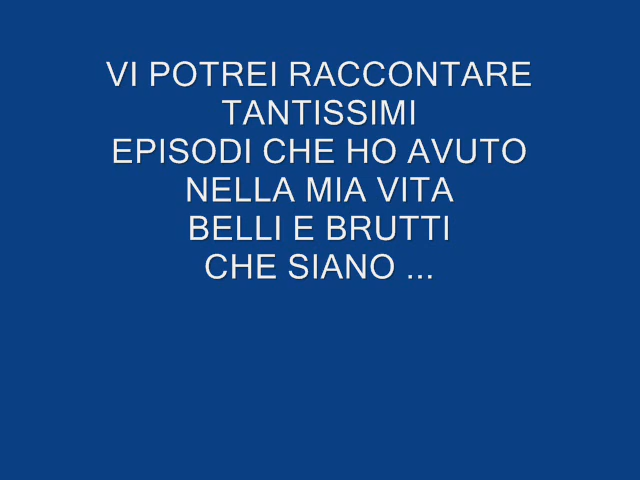 VI POTREI RACCONTARE
TANTISSIMI
EPISODI CHE HO AVUTO
NELLA MIA VITA
BELLI E BRUTTI
CHE SIANO ...